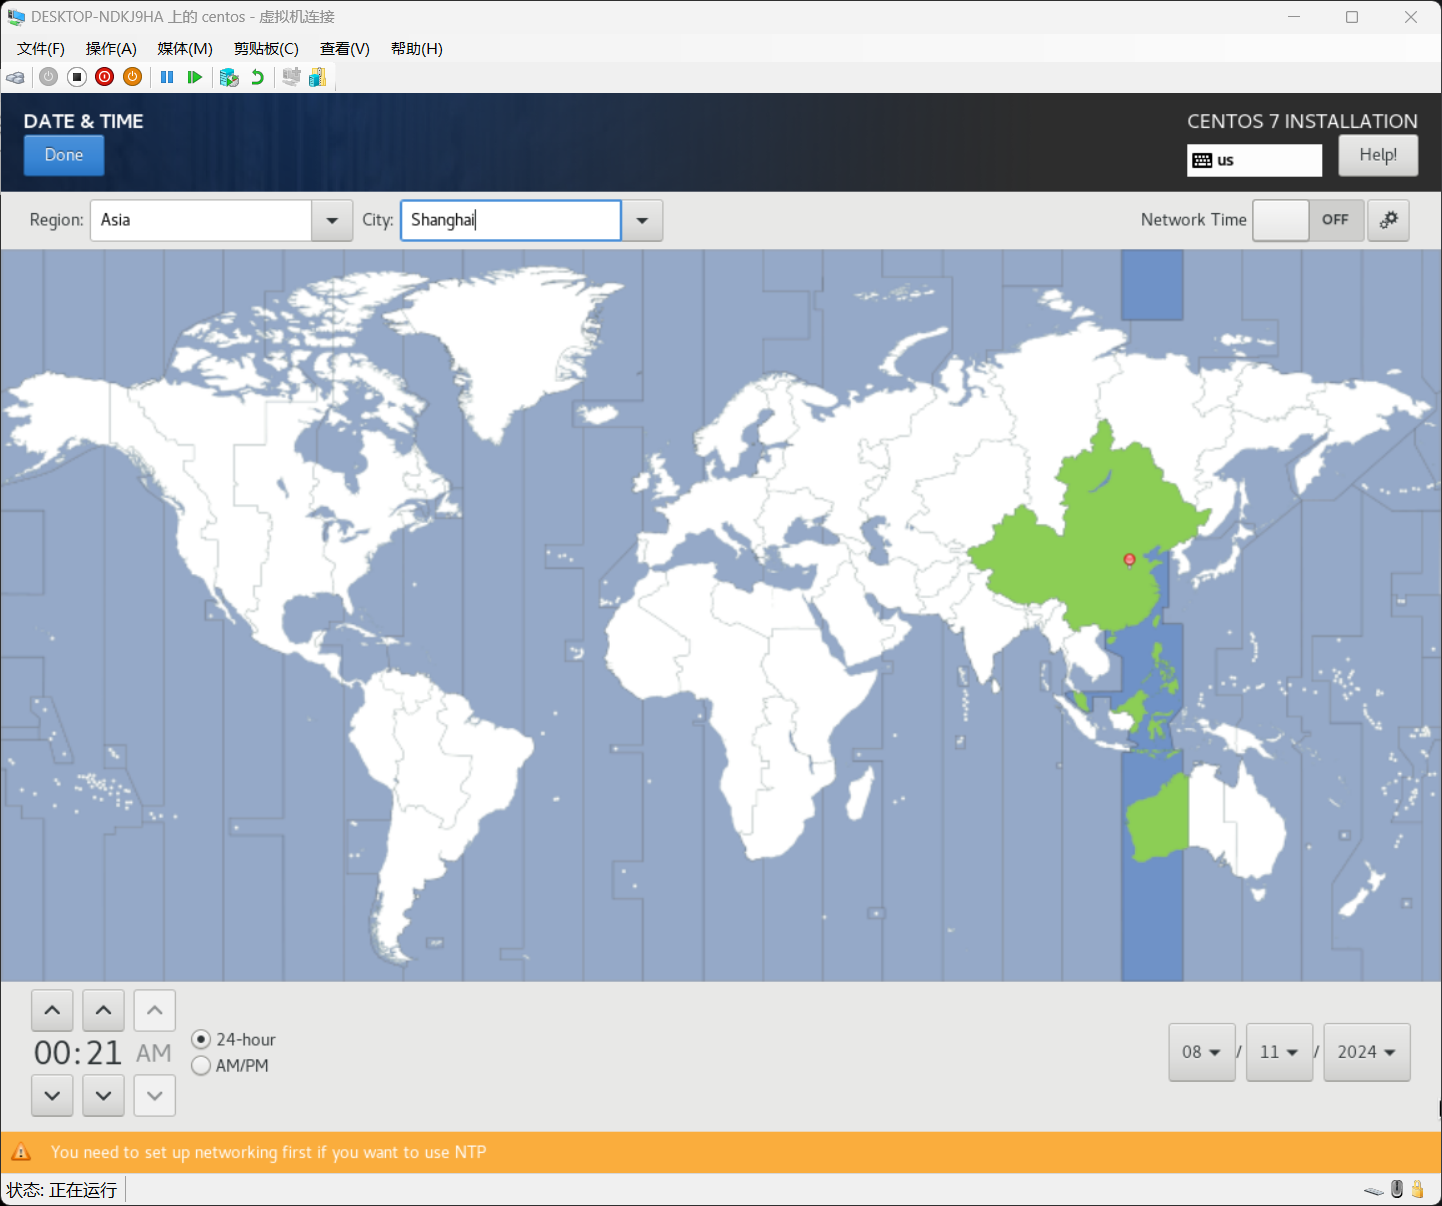 DESKTOP-NDKJ9HA 上的 centos - 虚拟机连接
文件(F) 操作(A) 媒体(M) 剪贴板(C) 查看(V) 帮助(H)
DATE & TIME
CENTOS 7 INSTALLATION
Done
us
Help!
Region: Asia City: Shanghai Network Time OFF
24-hour
00:21 AM
AM/PM
08 / 11 / 2024
You need to set up networking first if you want to use NTP
状态: 正在运行